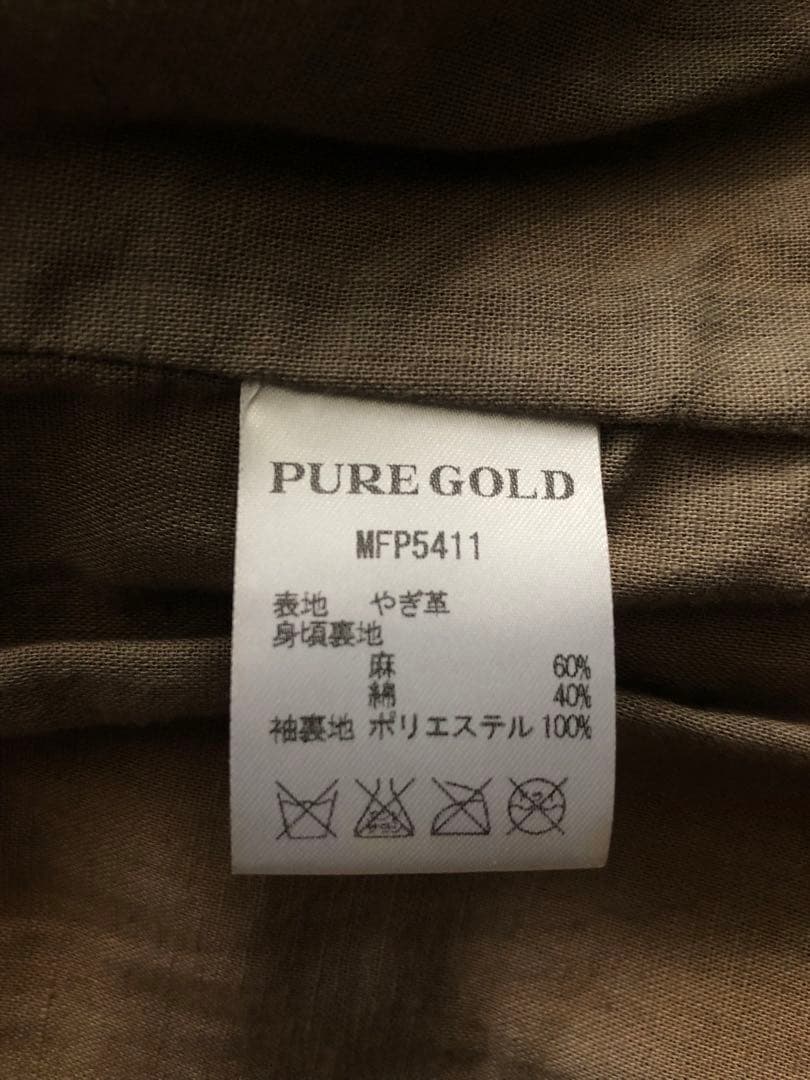 PURE GOLD
MFP5411
表地 やぎ革
身頃裏地
麻 60%
綿 40%
袖裏地 ポリエステル 100%